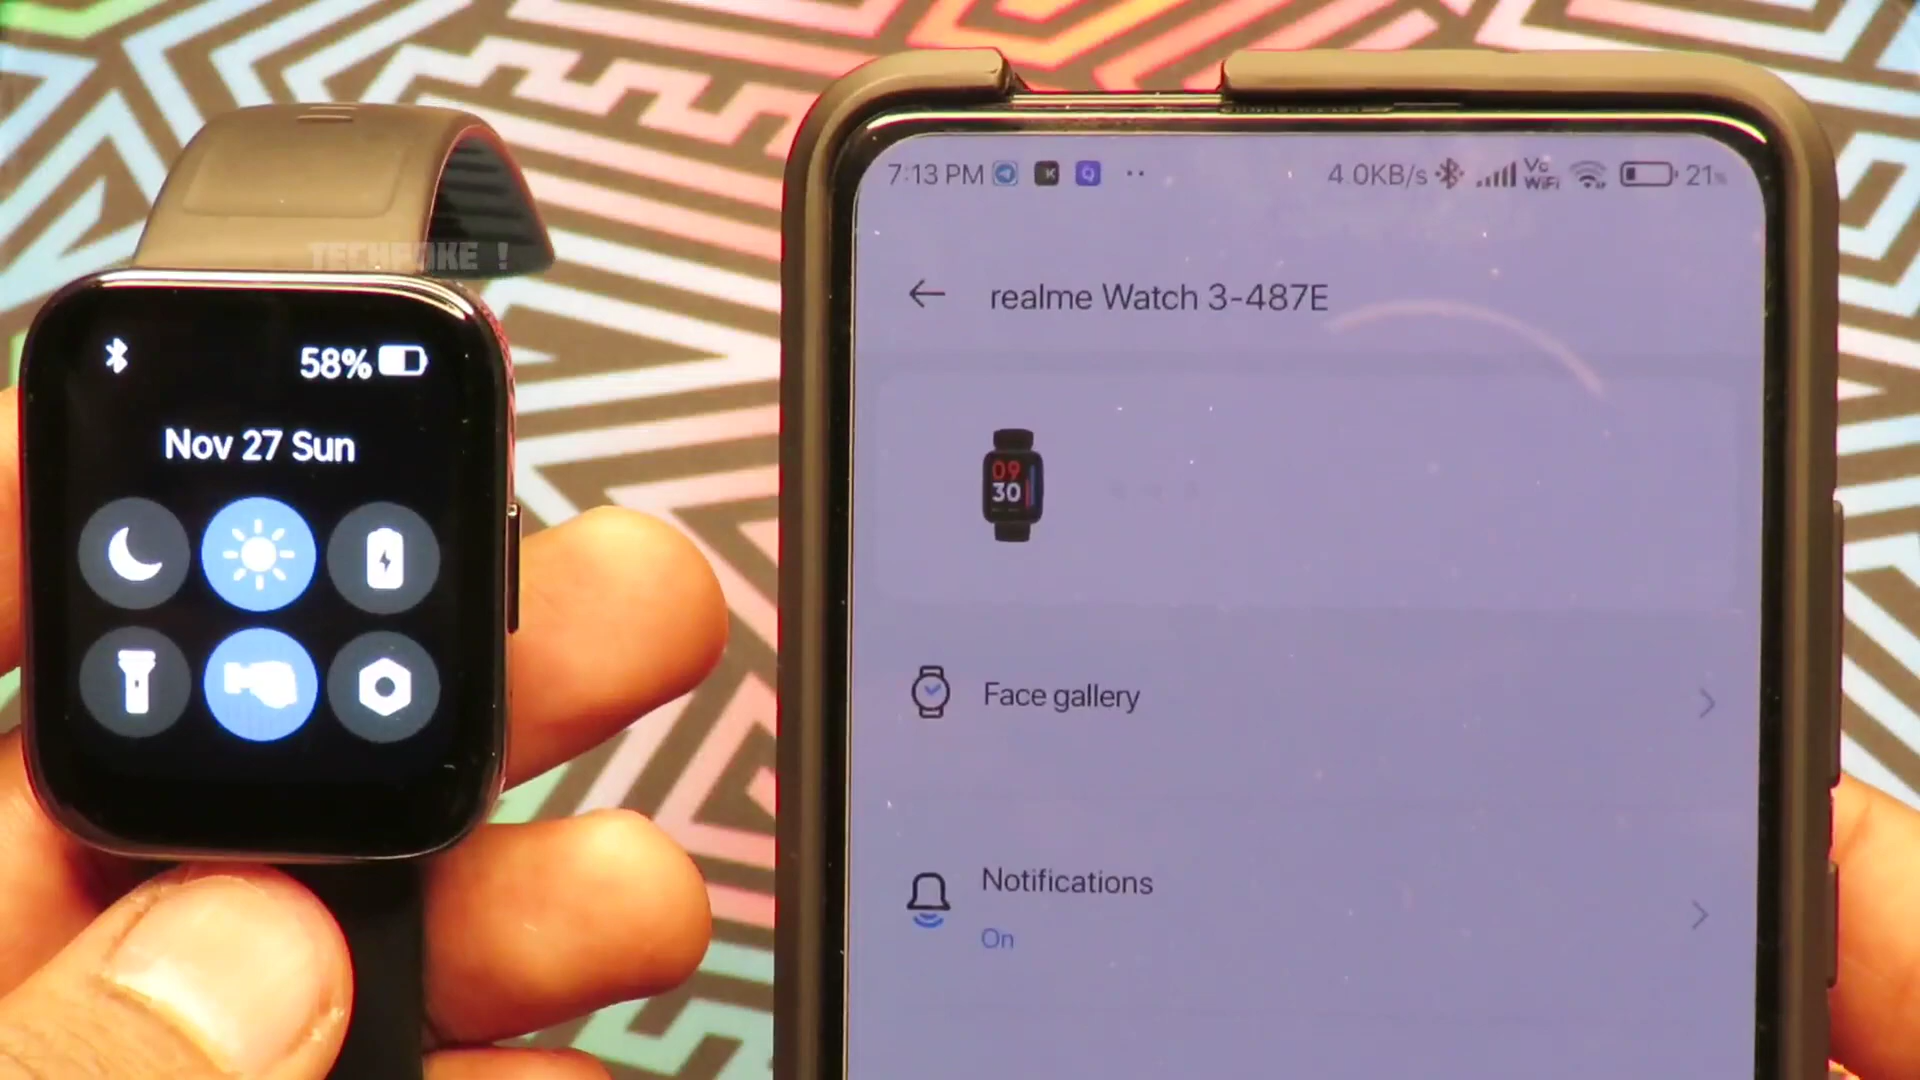 TECHPOKE !
58%
Nov 27 Sun
7:13 PM
4.0KB/s
Vo
WiFi
21%
realme Watch 3-487E
09
30
Face gallery
Notifications
On